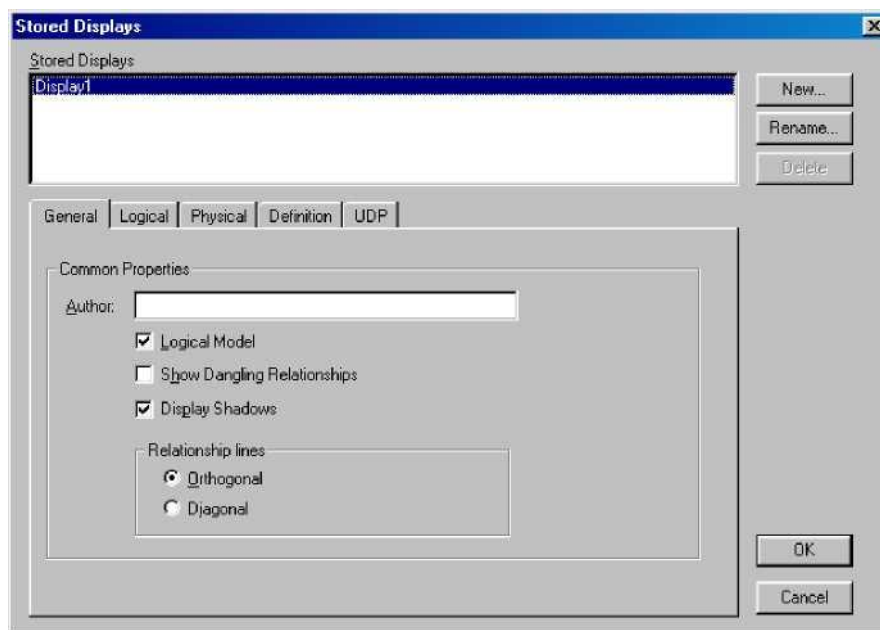 Stored Displays
Stored Displays
Display1
New...
Rename...
Delete
General Logical Physical Definition UDP
Common Properties
Author:
Logical Model
Show Dangling Relationships
Display Shadows
Relationship lines
Orthogonal
Diagonal
OK
Cancel